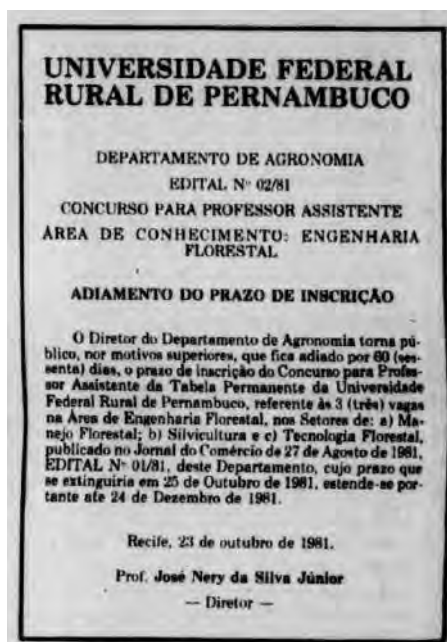 UNIVERSIDADE FEDERAL
RURAL DE PERNAMBUCO
DEPARTAMENTO DE AGRONOMIA
EDITAL Nº 02/81
CONCURSO PARA PROFESSOR ASSISTENTE
ÁREA DE CONHECIMENTO: ENGENHARIA
FLORESTAL
ADIAMENTO DO PRAZO DE INSCRIÇÃO
O Diretor do Departamento de Agronomia torna pú-
blico, por motivos superiores, que fica adiado por 60 (ses-
senta) dias, o prazo de inscrição do Concurso para Profes-
sor Assistente da Tabela Permanente da Universidade
Federal Rural de Pernambuco, referente às 3 (três) vagas
na Área de Engenharia Florestal, nos Setores de: a) Ma-
nejo Florestal; b) Silvicultura e c) Tecnologia Florestal,
publicado no Jornal do Comércio de 27 de Agosto de 1981,
EDITAL Nº 01/81, deste Departamento, cujo prazo que
se extinguiria em 25 de Outubro de 1981, estende-se por-
tante até 24 de Dezembro de 1981.
Recife, 23 de outubro de 1981.
Prof. José Nery da Silva Júnior
— Diretor —